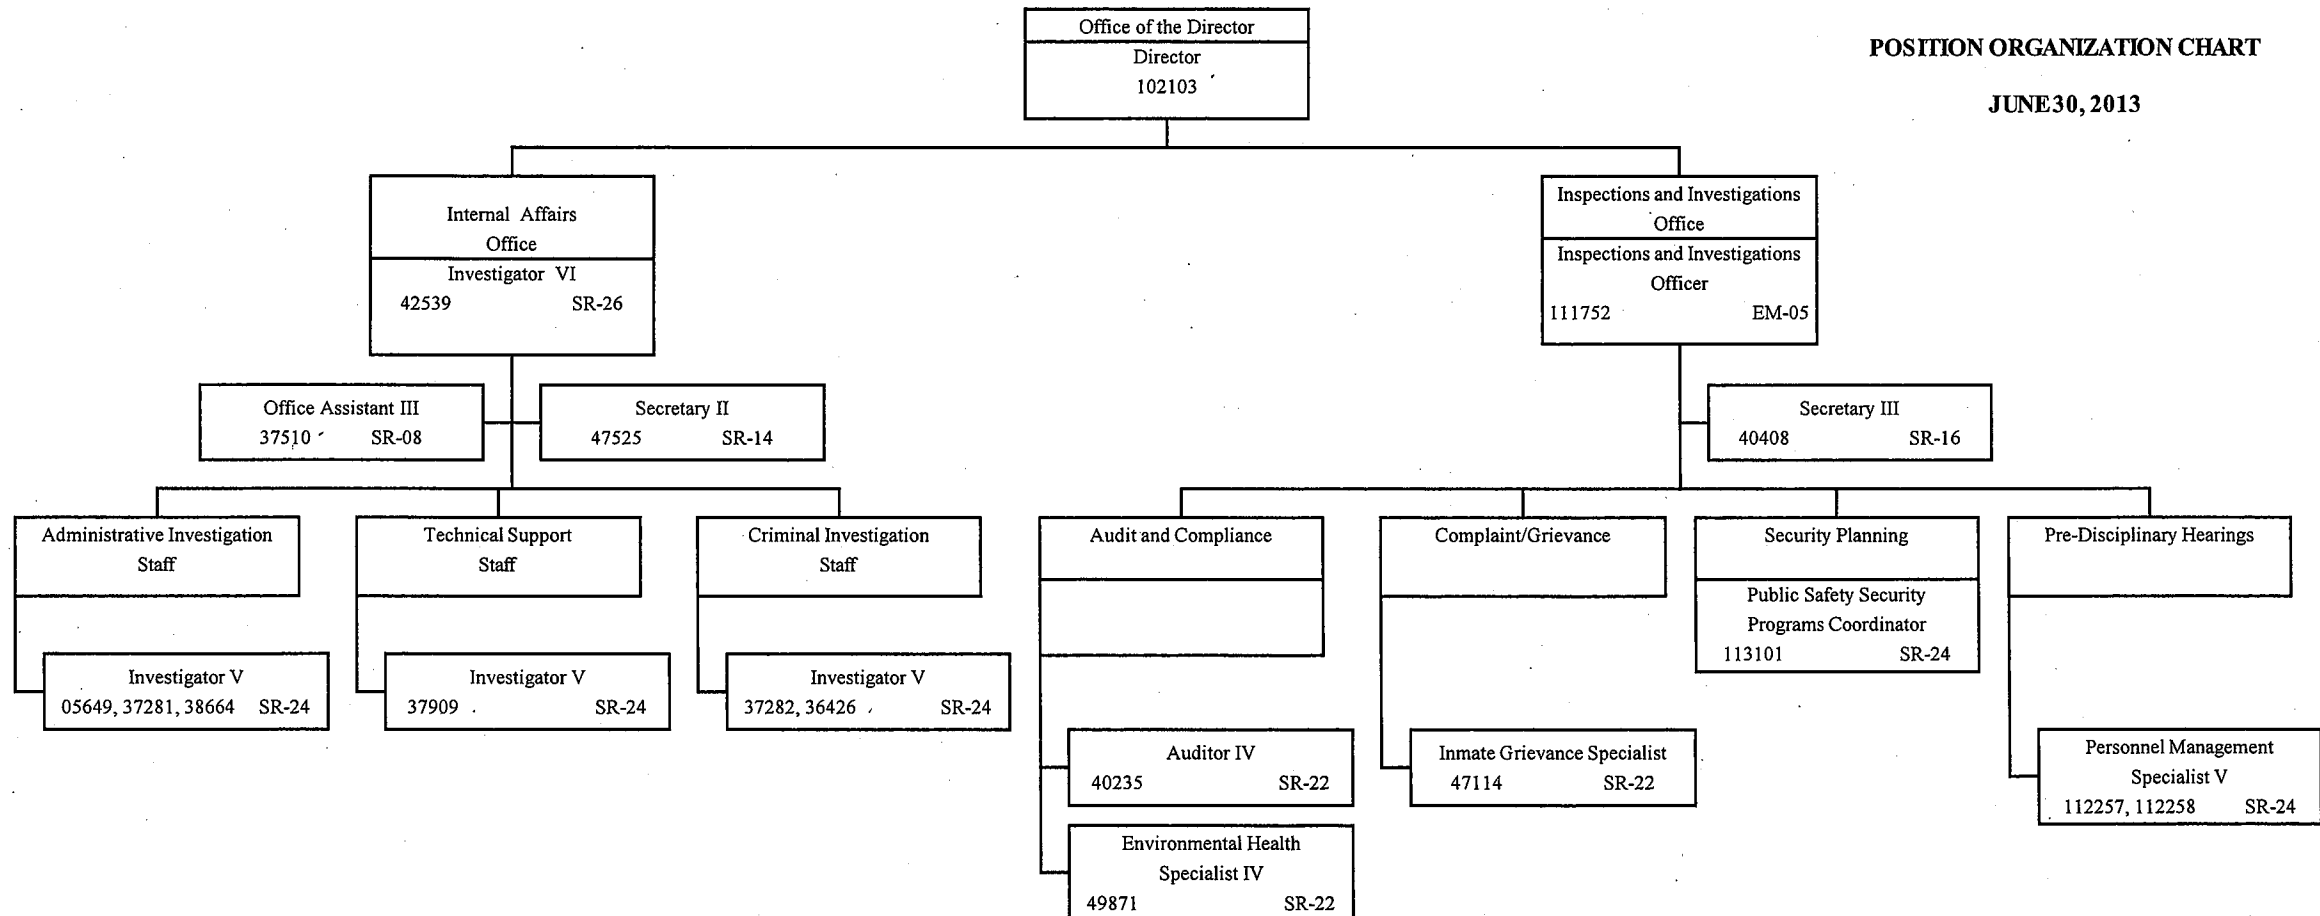 Office of the Director
Director
102103
POSITION ORGANIZATION CHART
JUNE 30, 2013
Internal Affairs
Office
Investigator VI
42539 SR-26
Inspections and Investigations
Office
Inspections and Investigations
Officer
111752 EM-05
Office Assistant III
37510 SR-08
Secretary II
47525 SR-14
Secretary III
40408 SR-16
Administrative Investigation
Staff
Investigator V
05649, 37281, 38664 SR-24
Technical Support
Staff
Investigator V
37909 SR-24
Criminal Investigation
Staff
Investigator V
37282, 36426 SR-24
Audit and Compliance
Auditor IV
40235 SR-22
Environmental Health
Specialist IV
49871 SR-22
Complaint/Grievance
Inmate Grievance Specialist
47114 SR-22
Security Planning
Public Safety Security
Programs Coordinator
113101 SR-24
Pre-Disciplinary Hearings
Personnel Management
Specialist V
112257, 112258 SR-24